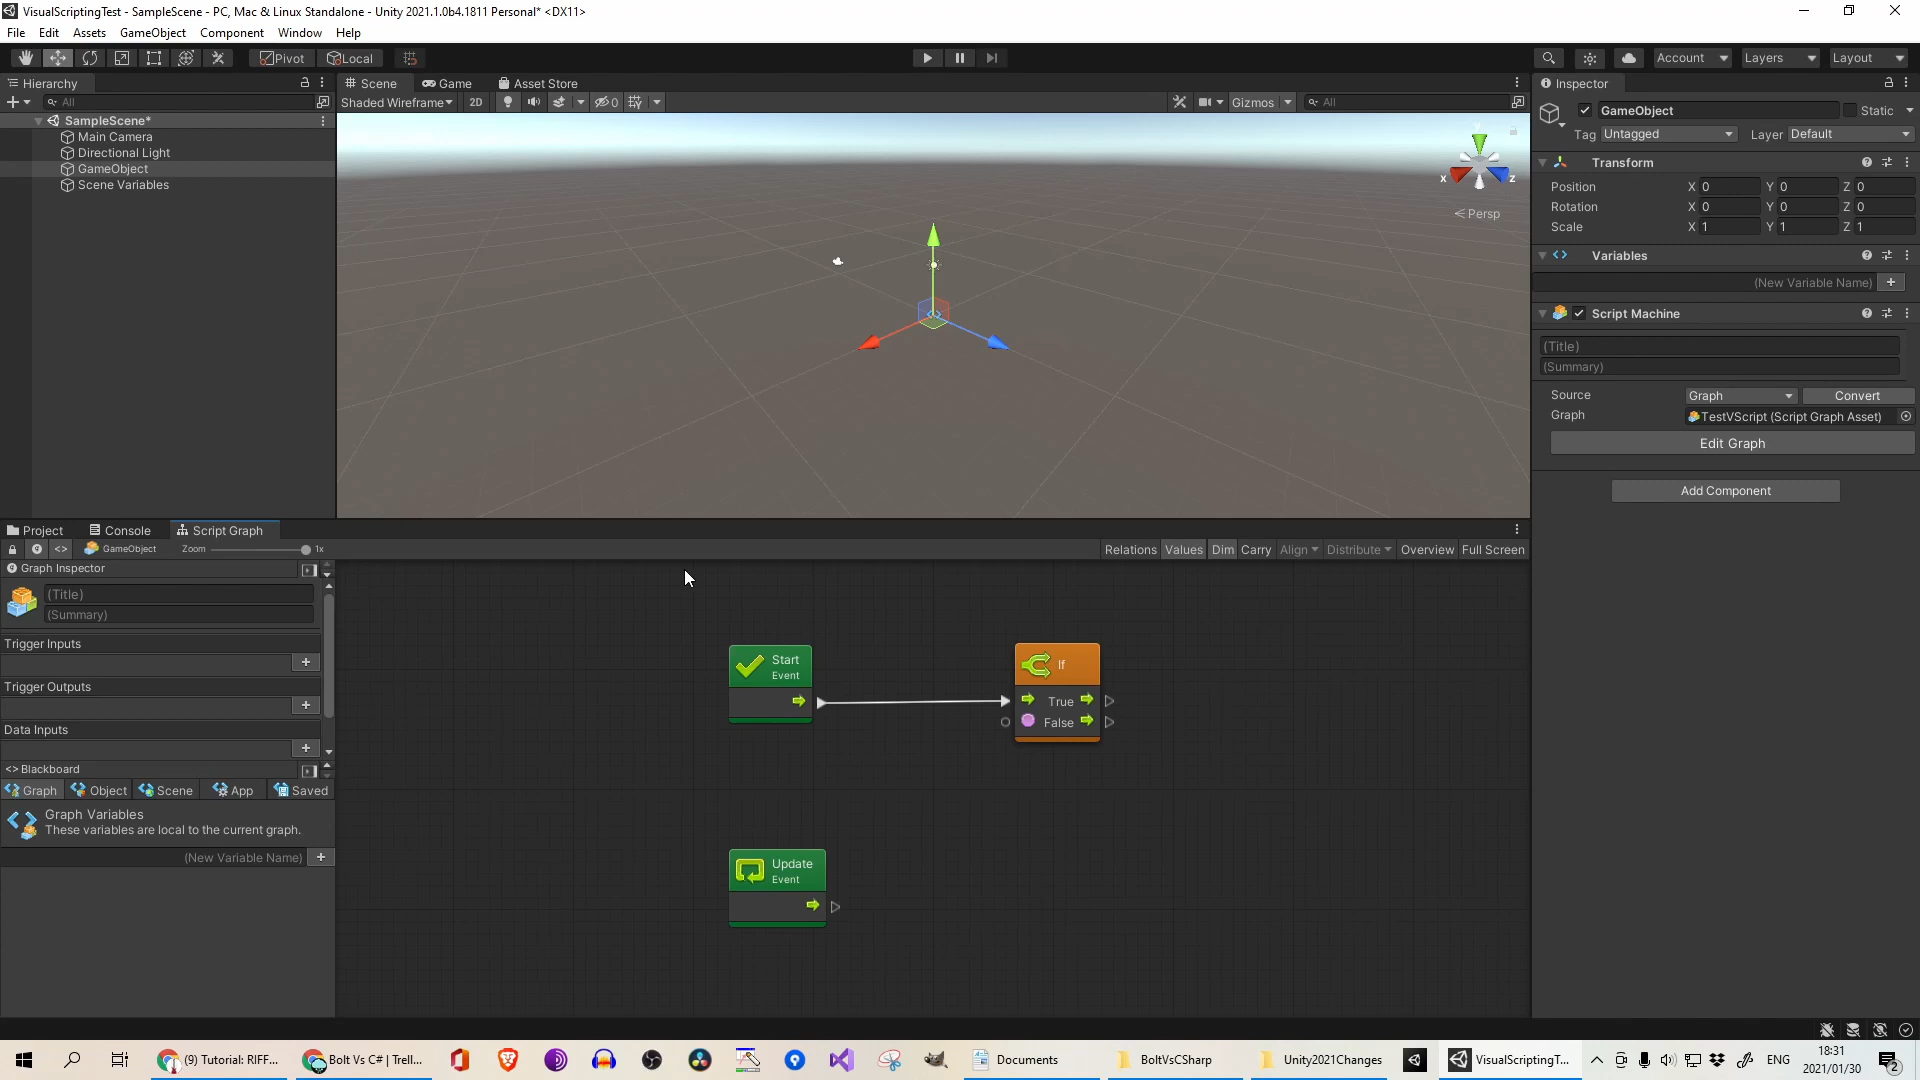 VisualScriptingTest - SampleScene - PC, Mac & Linux Standalone - Unity 2021.1.0b4.1811 Personal* <DX11>
File Edit Assets GameObject Component Window Help
Pivot Local Account Layers Layout
Hierarchy
All
SampleScene*
Main Camera
Directional Light
GameObject
Scene Variables
Scene Game Asset Store
Shaded Wireframe 2D 0 Gizmos All
x z
Persp
Inspector
GameObject Static
Tag Untagged Layer Default
Transform
Position X 0 Y 0 Z 0
Rotation X 0 Y 0 Z 0
Scale X 1 Y 1 Z 1
Variables
(New Variable Name) +
Script Machine
(Title)
(Summary)
Source Graph Convert
Graph TestVScript (Script Graph Asset)
Edit Graph
Add Component
Project Console Script Graph
<> GameObject Zoom 1x Relations Values Dim Carry Align Distribute Overview Full Screen
Graph Inspector
(Title)
(Summary)
Trigger Inputs
+
Trigger Outputs
+
Data Inputs
+
<> Blackboard
Graph Object Scene App Saved
Graph Variables
These variables are local to the current graph.
(New Variable Name) +
Start
Event
If
True
False
Update
Event
(9) Tutorial: RIFF...
Bolt Vs C# | Trell...
Documents
BoltVsCSharp
Unity2021Changes
VisualScriptingT...
ENG
18:31
2021/01/30
2